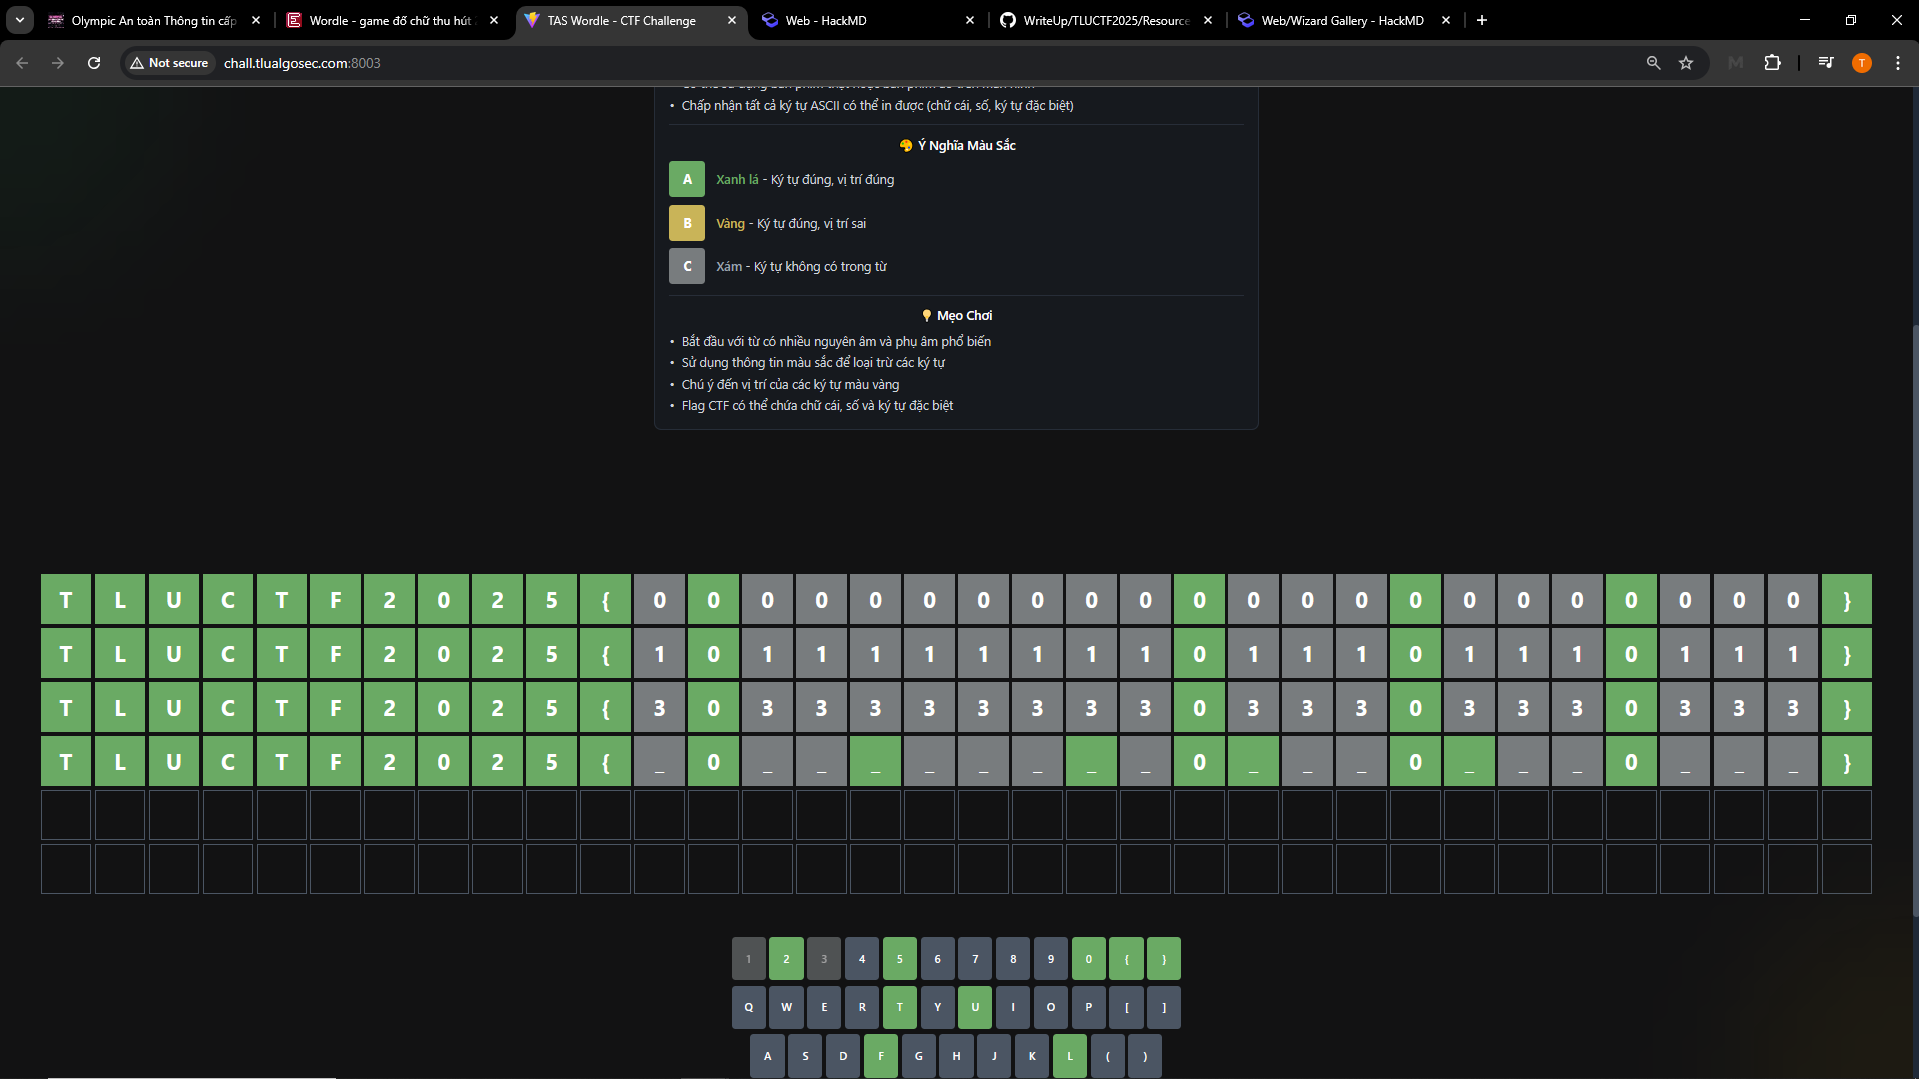 Olympic An toàn Thông tin cấp
Wordle - game đố chữ thu hút
TAS Wordle - CTF Challenge
Web - HackMD
WriteUp/TLUCTF2025/Resource
Web/Wizard Gallery - HackMD
Not secure
chall.tlualgosec.com:8003
T
• Chấp nhận tất cả ký tự ASCII có thể in được (chữ cái, số, ký tự đặc biệt)
Ý Nghĩa Màu Sắc
A Xanh lá - Ký tự đúng, vị trí đúng
B Vàng - Ký tự đúng, vị trí sai
C Xám - Ký tự không có trong từ
Mẹo Chơi
• Bắt đầu với từ có nhiều nguyên âm và phụ âm phổ biến
• Sử dụng thông tin màu sắc để loại trừ các ký tự
• Chú ý đến vị trí của các ký tự màu vàng
• Flag CTF có thể chứa chữ cái, số và ký tự đặc biệt
T L U C T F 2 0 2 5 { 0 0 0 0 0 0 0 0 0 0 0 0 0 0 0 0 0 0 0 0 0 0 }
T L U C T F 2 0 2 5 { 1 0 1 1 1 1 1 1 1 1 0 1 1 1 0 1 1 1 0 1 1 1 }
T L U C T F 2 0 2 5 { 3 0 3 3 3 3 3 3 3 3 0 3 3 3 0 3 3 3 0 3 3 3 }
T L U C T F 2 0 2 5 { _ 0 _ _ _ _ _ _ _ _ 0 _ _ _ 0 _ _ _ 0 _ _ _ }
1 2 3 4 5 6 7 8 9 0 { }
Q W E R T Y U I O P [ ]
A S D F G H J K L ( )